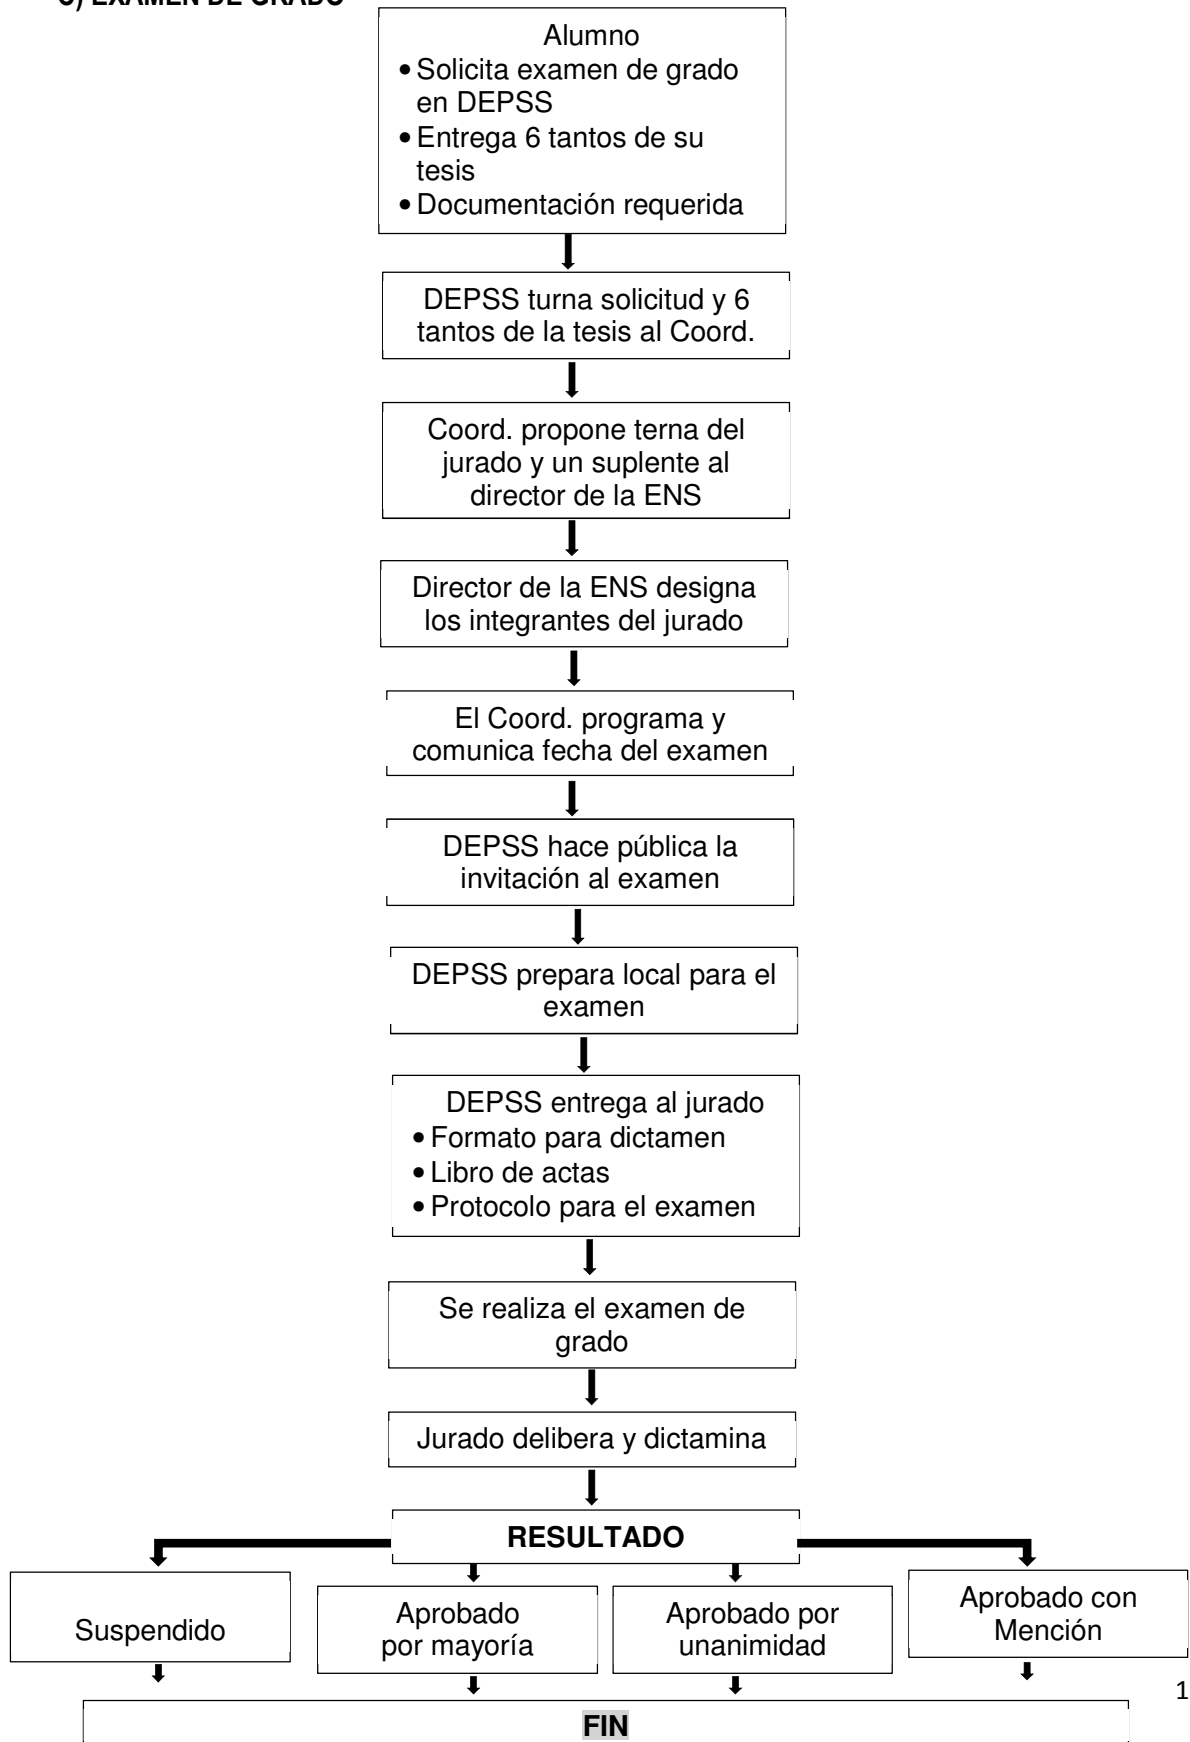 EXAMEN DE GRADO
Alumno
• Solicita examen de grado
en DEPSS
• Entrega 6 tantos de su
tesis
• Documentación requerida
DEPSS turna solicitud y 6
tantos de la tesis al Coord.
Coord. propone terna del
jurado y un suplente al
director de la ENS
Director de la ENS designa
los integrantes del jurado
El Coord. programa y
comunica fecha del examen
DEPSS hace pública la
invitación al examen
DEPSS prepara local para el
examen
DEPSS entrega al jurado
• Formato para dictamen
• Libro de actas
• Protocolo para el examen
Se realiza el examen de
grado
Jurado delibera y dictamina
RESULTADO
Suspendido
Aprobado
por mayoría
Aprobado por
unanimidad
Aprobado con
Mención
1
FIN